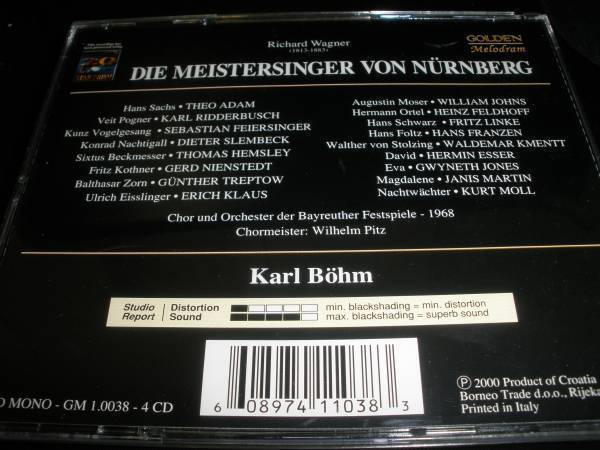 Richard Wagner
(1813-1883)
GOLDEN
Melodram
DIE MEISTERSINGER VON NÜRNBERG
Hans Sachs • THEO ADAM
Veit Pogner • KARL RIDDERBUSCH
Kunz Vogelgesang • SEBASTIAN FEIERSINGER
Konrad Nachtigall • DIETER SLEMBECK
Sixtus Beckmesser • THOMAS HEMSLEY
Fritz Kothner • GERD NIENSTEDT
Balthasar Zorn • GÜNTHER TREPTOW
Ulrich Eisslinger • ERICH KLAUS
Augustin Moser • WILLIAM JOHNS
Hermann Ortel • HEINZ FELDHOFF
Hans Schwarz • FRITZ LINKE
Hans Foltz • HANS FRANZEN
Walther von Stolzing • WALDEMAR KMENTT
David • HERMIN ESSER
Eva • GWYNETH JONES
Magdalene • JANIS MARTIN
Nachtwächter • KURT MOLL
Chor und Orchester der Bayreuther Festspiele - 1968
Chormeister: Wilhelm Pitz
Karl Böhm
Studio Report
Distortion
Sound
min. blackshading = min. distortion
max. blackshading = superb sound
MONO - GM 1.0038 - 4 CD
6 08974 11038 3
Ⓟ 2000 Product of Croatia
Borneo Trade d.o.o., Rijeka
Printed in Italy